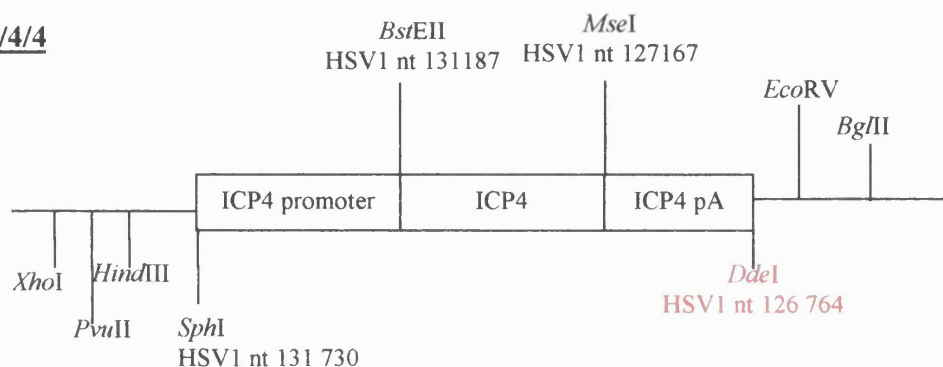 /4/4
BstEII
HSV1 nt 131187
MseI
HSV1 nt 127167
EcoRV
BglII
ICP4 promoter
ICP4
ICP4 pA
XhoI
HindIII
PvuII
SphI
HSV1 nt 131 730
DdeI
HSV1 nt 126 764